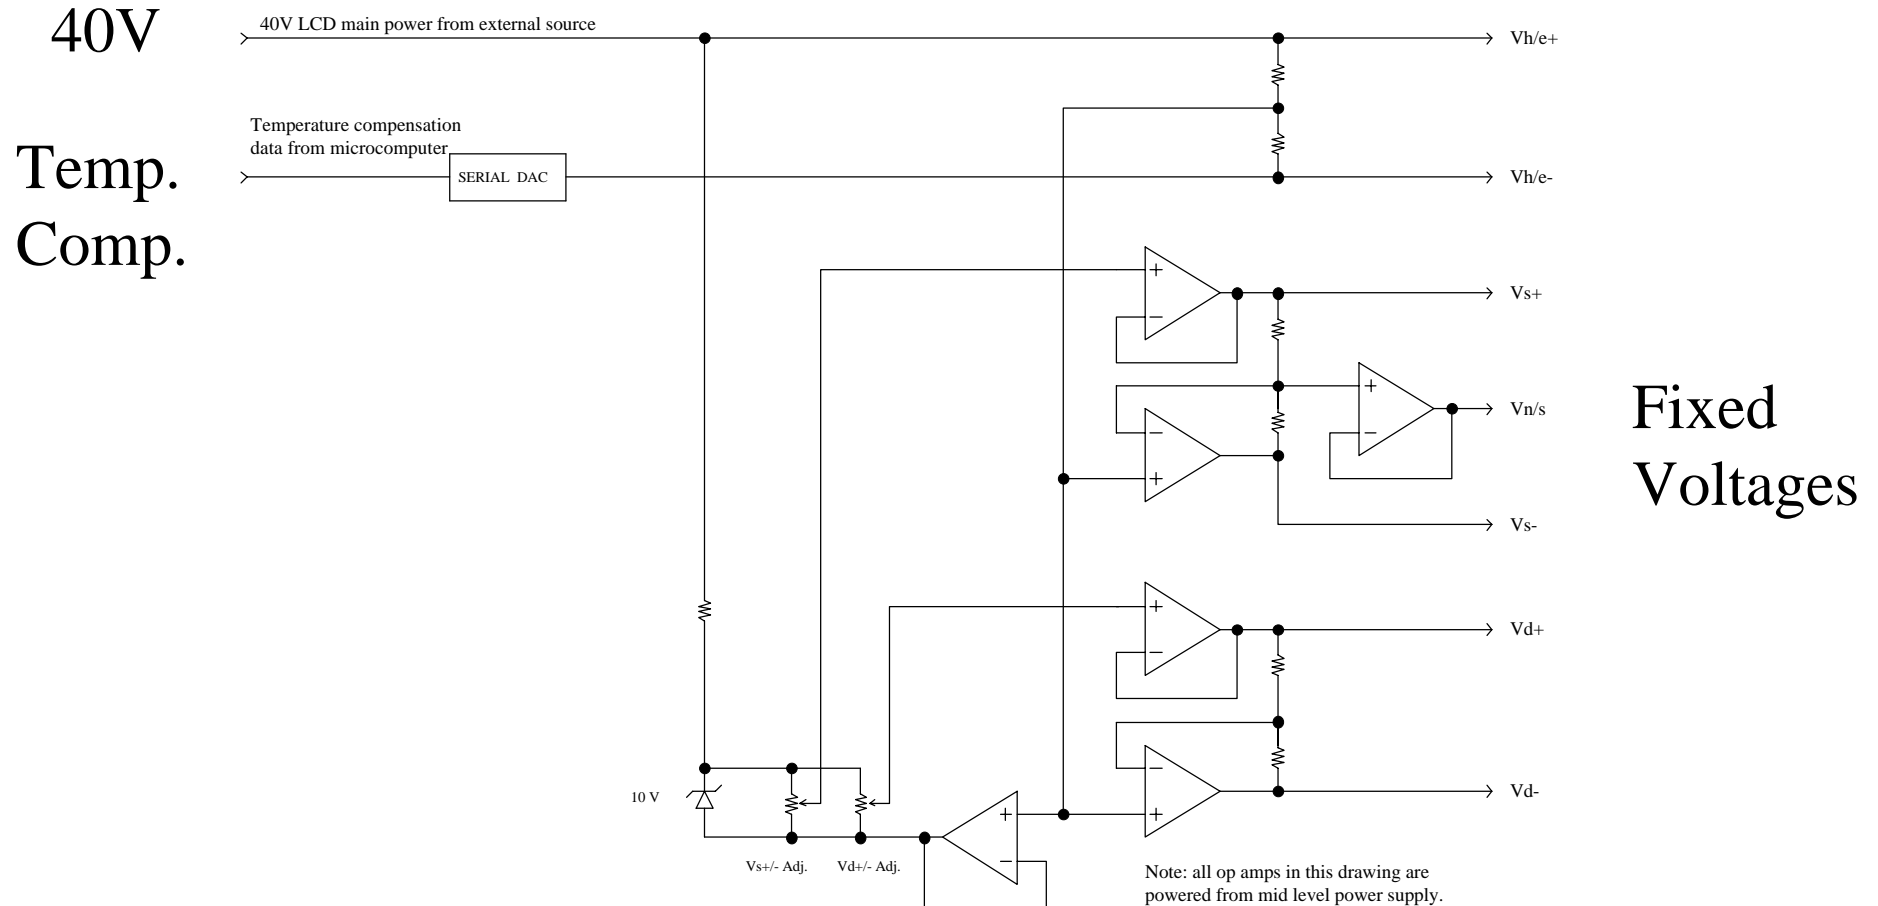 40V
40V LCD main power from external source
Vh/e+
Temp.
Comp.
Temperature compensation
data from microcomputer
SERIAL DAC
Vh/e-
+
−
Vs+
−
+
+
−
Vn/s
Fixed
Voltages
Vs-
+
−
Vd+
−
+
Vd-
10 V
+
−
Vs+/- Adj.
Vd+/- Adj.
Note: all op amps in this drawing are
powered from mid level power supply.